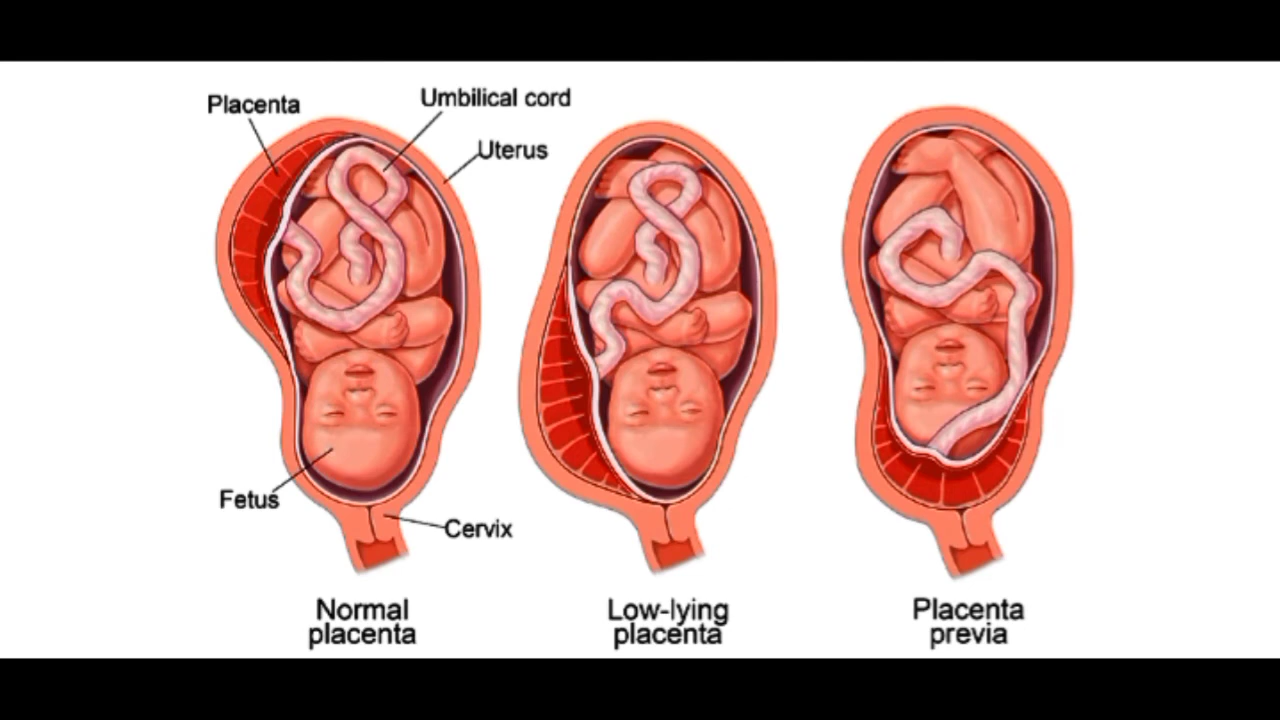 Placenta
Umbilical cord
Uterus
Fetus
Cervix
Normal
placenta
Low-lying
placenta
Placenta
previa